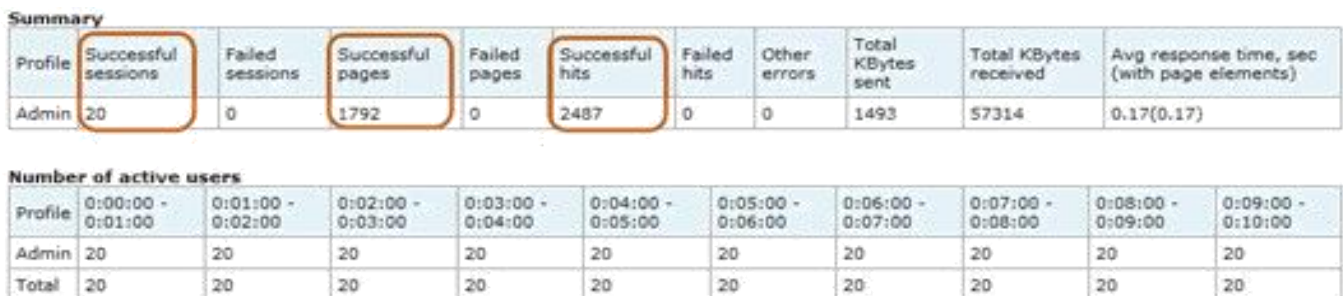 Summary
Profile Successful sessions Failed sessions Successful pages Failed pages Successful hits Failed hits Other errors Total KBytes sent Total KBytes received Avg response time, sec (with page elements)
Admin 20 0 1792 0 2487 0 0 1493 57314 0.17(0.17)
Number of active users
Profile 0:00:00 - 0:01:00 0:01:00 - 0:02:00 0:02:00 - 0:03:00 0:03:00 - 0:04:00 0:04:00 - 0:05:00 0:05:00 - 0:06:00 0:06:00 - 0:07:00 0:07:00 - 0:08:00 0:08:00 - 0:09:00 0:09:00 - 0:10:00
Admin 20 20 20 20 20 20 20 20 20 20
Total 20 20 20 20 20 20 20 20 20 20